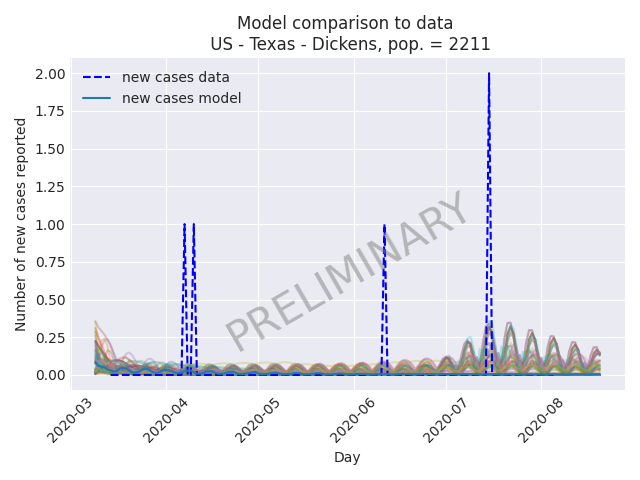 Model comparison to data
US - Texas - Dickens, pop. = 2211
new cases data
new cases model
Number of new cases reported
2.00
1.75
1.50
1.25
1.00
0.75
0.50
0.25
0.00
PRELIMINARY
2020-03
2020-04
2020-05
2020-06
2020-07
2020-08
Day